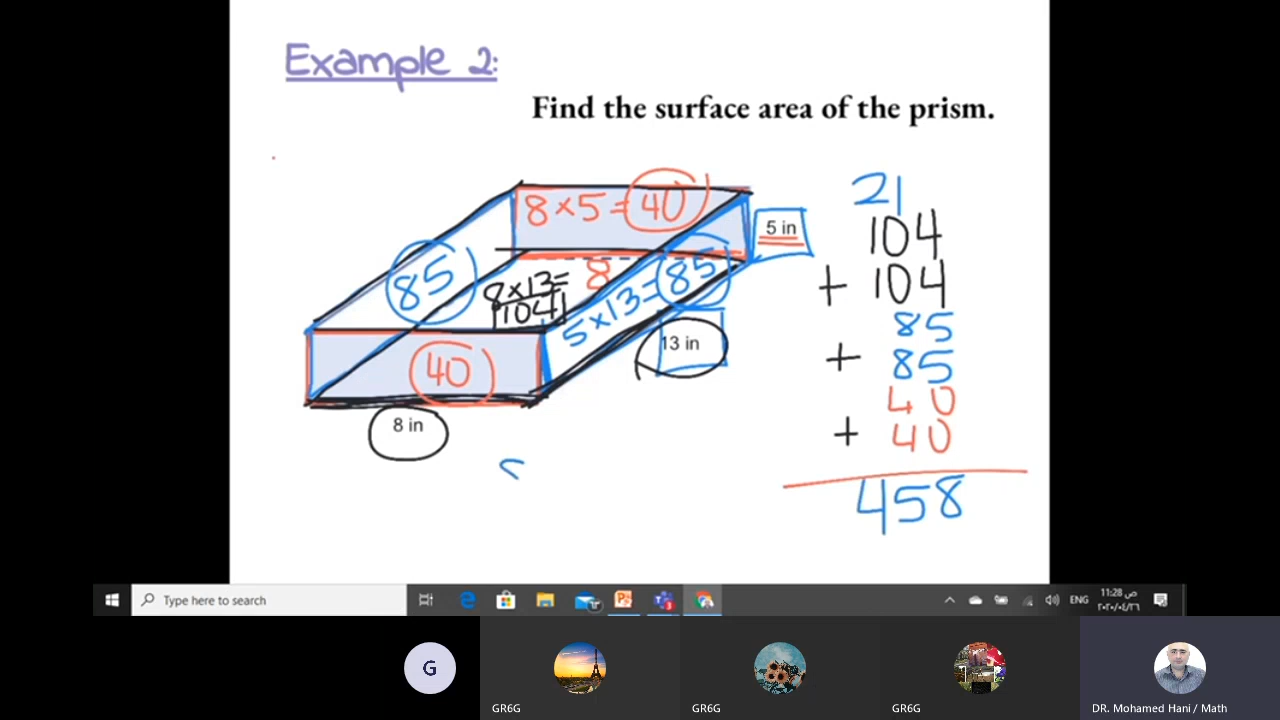 Example 2:
Find the surface area of the prism.
8×5=40
5 in
85
8×13=
104
8
5×13=85
13 in
40
8 in
21
104
+ 104
85
+ 85
40
+ 40
458
Type here to search
ENG
11:28 ص
GR6G
GR6G
GR6G
DR. Mohamed Hani / Math
G